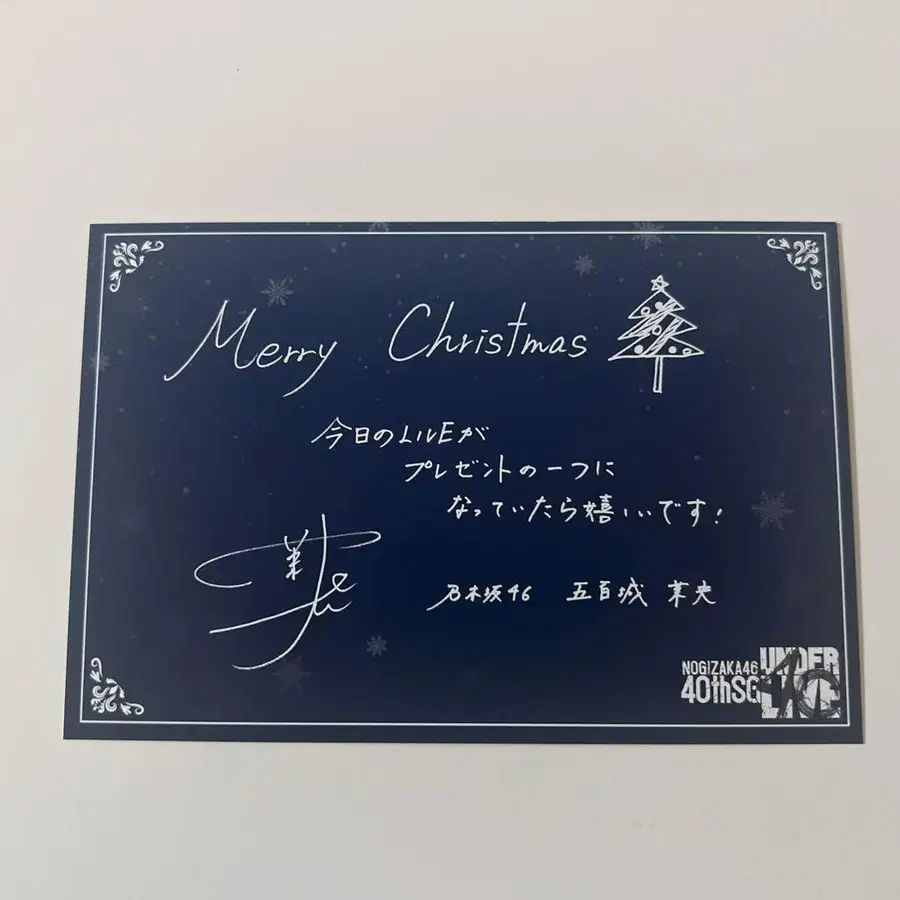 Merry Christmas
今日のLIVEが
プレゼントの一つに
なっていたら嬉しいです!
乃木坂46 五百城 茉央
NOGIZAKA46
40thSG
UNDER
LIVE